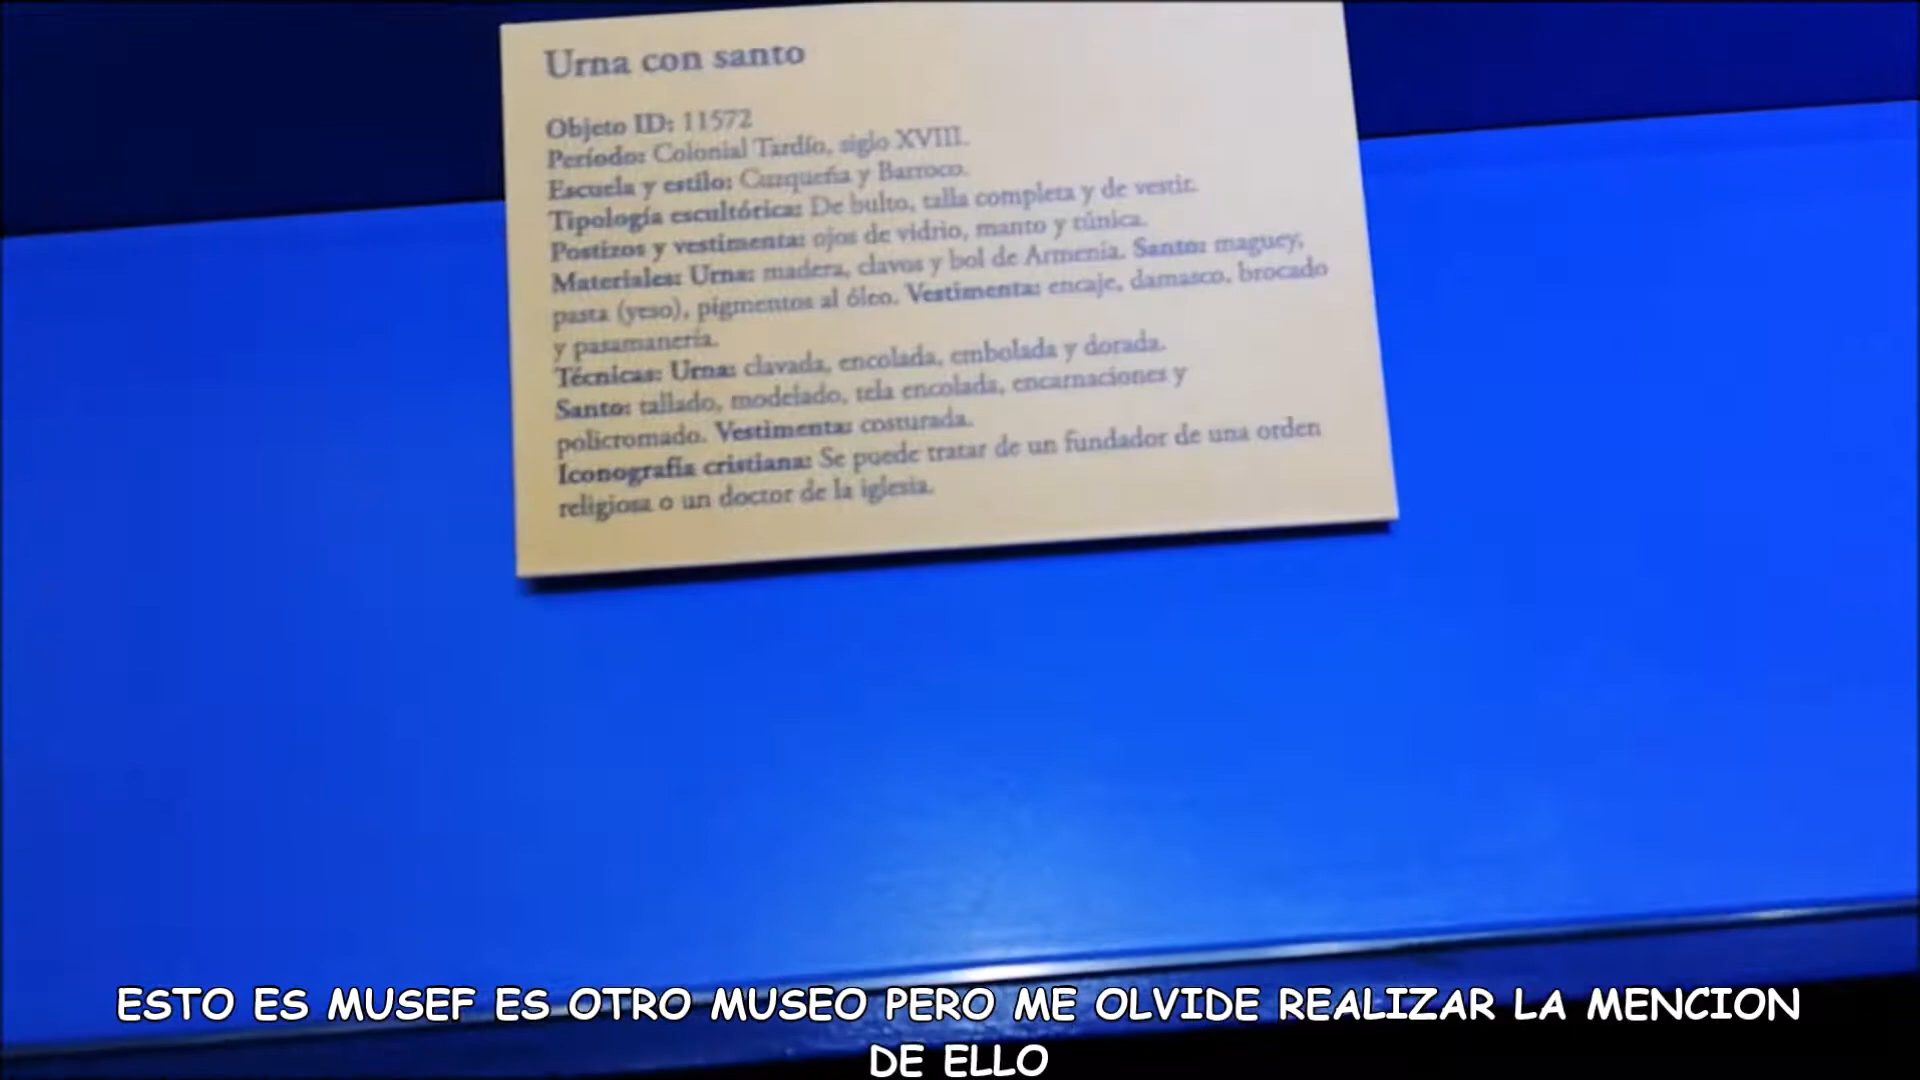 Urna con santo
Objeto ID: 11572
Período: Colonial Tardío, siglo XVIII.
Escuela y estilo: Cuzqueña y Barroco.
Tipología escultórica: De bulto, talla completa y de vestir.
Postizos y vestimenta: ojos de vidrio, manto y túnica.
Materiales: Urna: madera, clavos y bol de Armenia. Santo: maguey,
pasta (yeso), pigmentos al óleo. Vestimenta: encaje, damasco, brocado
y pasamanería.
Técnicas: Urna: clavada, encolada, embolada y dorada.
Santo: tallado, modelado, tela encolada, encarnaciones y
policromado. Vestimenta: costurada.
Iconografía cristiana: Se puede tratar de un fundador de una orden
religiosa o un doctor de la iglesia.
ESTO ES MUSEF ES OTRO MUSEO PERO ME OLVIDE REALIZAR LA MENCION
DE ELLO